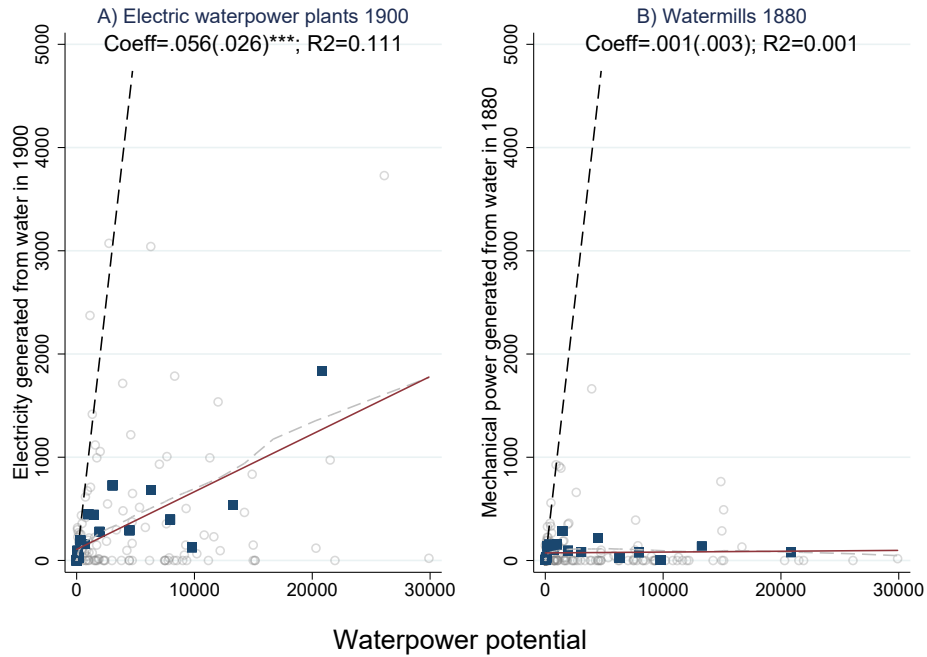 A) Electric waterpower plants 1900
Coeff=.056(.026)***; R2=0.111
Electricity generated from water in 1900
5000
4000
3000
2000
1000
0
0 10000 20000 30000
B) Watermills 1880
Coeff=.001(.003); R2=0.001
Mechanical power generated from water in 1880
5000
4000
3000
2000
1000
0
0 10000 20000 30000
Waterpower potential